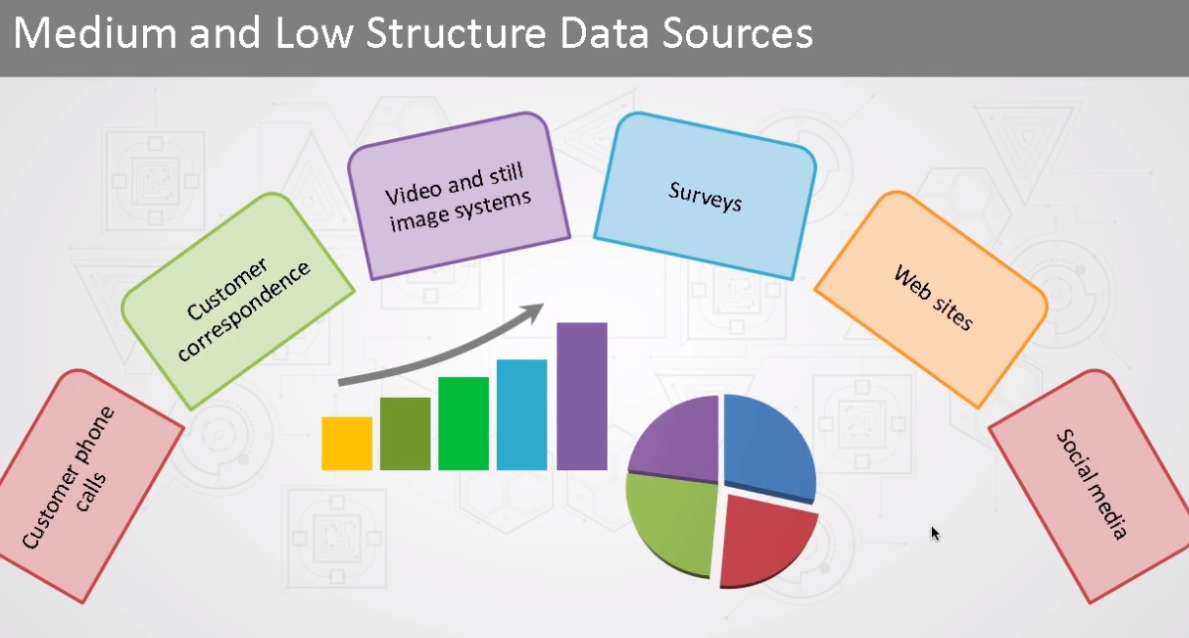 Medium and Low Structure Data Sources
Customer phone
calls
Customer
correspondence
Video and still
image systems
Surveys
Web sites
Social media